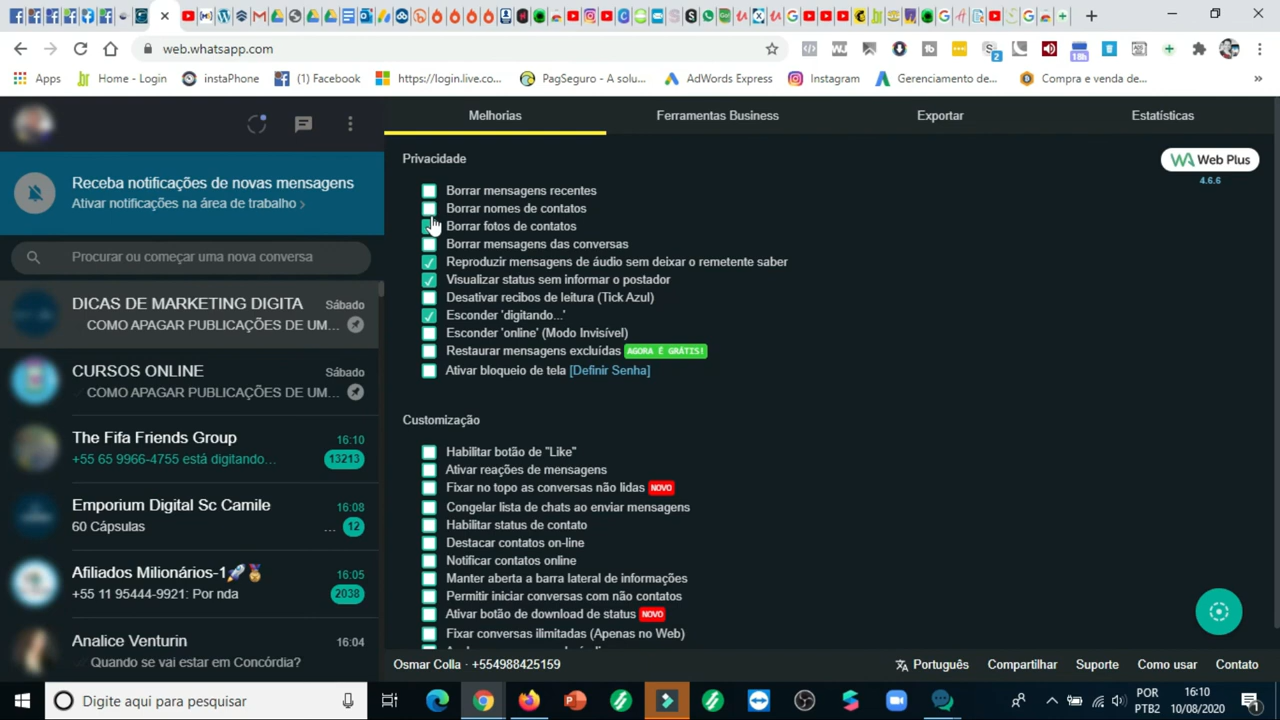 web.whatsapp.com
18h
2
Apps
Home - Login
instaPhone
(1) Facebook
https://login.live.co...
PagSeguro - A solu...
AdWords Express
Instagram
Gerenciamento de...
Compra e venda de...
»
Melhorias
Ferramentas Business
Exportar
Estatísticas
Receba notificações de novas mensagens
Ativar notificações na área de trabalho >
Procurar ou começar uma nova conversa
DICAS DE MARKETING DIGITA
Sábado
COMO APAGAR PUBLICAÇÕES DE UM...
CURSOS ONLINE
Sábado
COMO APAGAR PUBLICAÇÕES DE UM...
The Fifa Friends Group
16:10
+55 65 9966-4755 está digitando...
13213
Emporium Digital Sc Camile
16:08
60 Cápsulas
...
12
Afiliados Milionários-1🚀🏅
16:05
+55 11 95444-9921: Por nda
2038
Analice Venturin
16:04
Quando se vai estar em Concórdia?
Privacidade
WA Web Plus
4.6.6
Borrar mensagens recentes
Borrar nomes de contatos
Borrar fotos de contatos
Borrar mensagens das conversas
Reproduzir mensagens de áudio sem deixar o remetente saber
Visualizar status sem informar o postador
Desativar recibos de leitura (Tick Azul)
Esconder 'digitando...'
Esconder 'online' (Modo Invisível)
Restaurar mensagens excluídas AGORA É GRÁTIS!
Ativar bloqueio de tela [Definir Senha]
Customização
Habilitar botão de "Like"
Ativar reações de mensagens
Fixar no topo as conversas não lidas NOVO
Congelar lista de chats ao enviar mensagens
Habilitar status de contato
Destacar contatos on-line
Notificar contatos online
Manter aberta a barra lateral de informações
Permitir iniciar conversas com não contatos
Ativar botão de download de status NOVO
Fixar conversas ilimitadas (Apenas no Web)
Osmar Colla - +554988425159
Português
Compartilhar
Suporte
Como usar
Contato
Digite aqui para pesquisar
POR
PTB2
16:10
10/08/2020
1